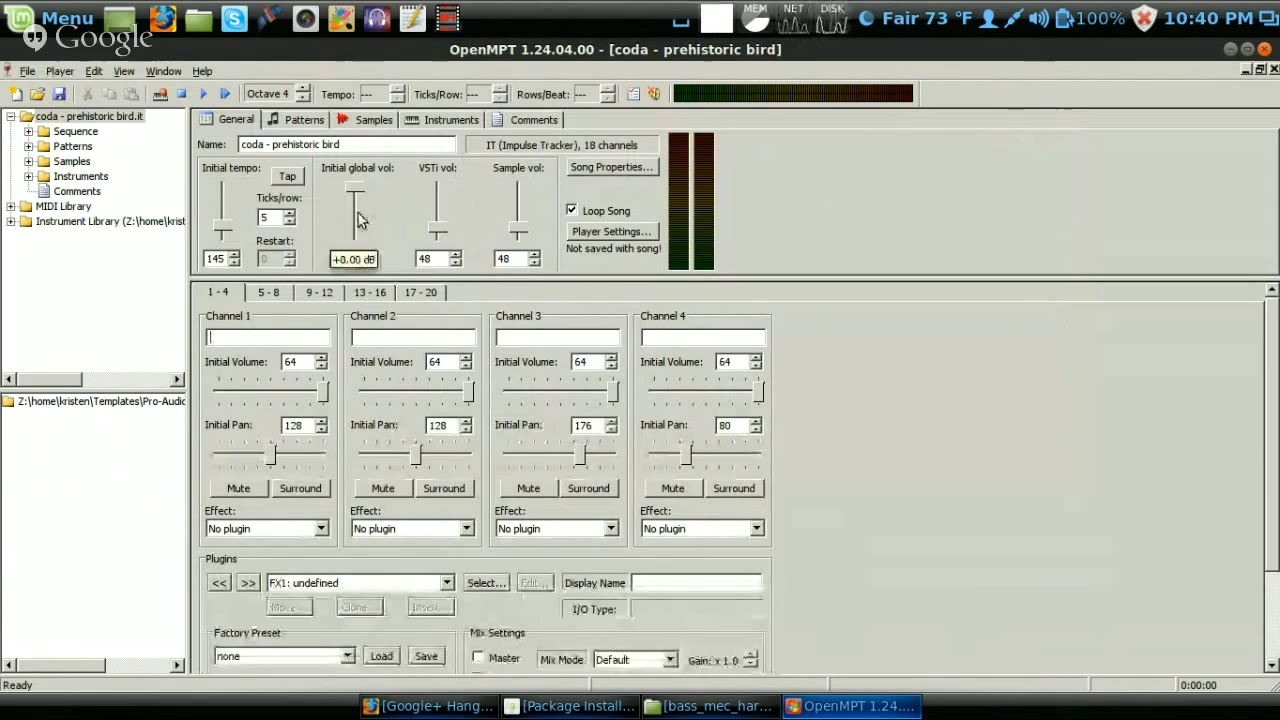 Menu
MEM NET DISK
Fair 73 °F
100%
10:40 PM
Google
OpenMPT 1.24.04.00 - [coda - prehistoric bird]
File Player Edit View Window Help
Octave 4 Tempo: --- Ticks/Row: --- Rows/Beat: ---
coda - prehistoric bird.it
Sequence
Patterns
Samples
Instruments
Comments
MIDI Library
Instrument Library (Z:\home\krist
Z:\home\kristen\Templates\Pro-Audio
General Patterns Samples Instruments Comments
Name: coda - prehistoric bird IT (Impulse Tracker), 18 channels
Initial tempo: Initial global vol: VSTi vol: Sample vol: Song Properties...
Tap
Ticks/row:
5
Loop Song
Player Settings...
Restart:
Not saved with song!
145 0 +0.00 dB 48 48
1 - 4 5 - 8 9 - 12 13 - 16 17 - 20
Channel 1 Channel 2 Channel 3 Channel 4
Initial Volume: 64 Initial Volume: 64 Initial Volume: 64 Initial Volume: 64
Initial Pan: 128 Initial Pan: 128 Initial Pan: 176 Initial Pan: 80
Mute Surround Mute Surround Mute Surround Mute Surround
Effect: Effect: Effect: Effect:
No plugin No plugin No plugin No plugin
Plugins
<< >> FX1: undefined Select... Edit... Display Name
Move... Clone... Insert... I/O Type:
Factory Preset Mix Settings
none Load Save Master Mix Mode Default Gain: x 1.0
Ready 0:00:00
[Google+ Hang... [Package Install... [bass_mec_har... OpenMPT 1.24....